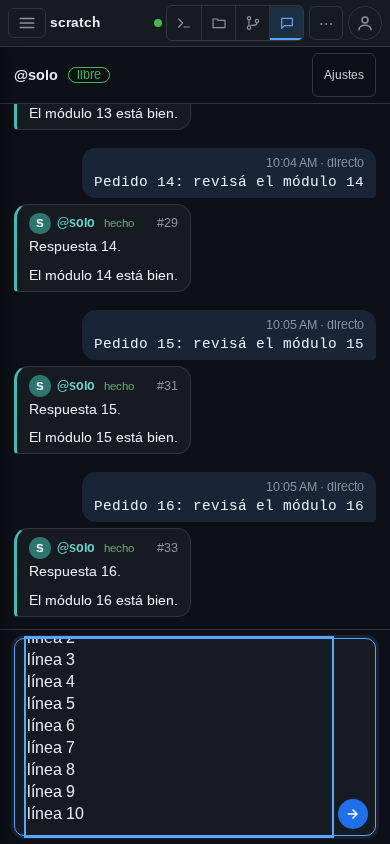 scratch
@solo libre
Ajustes
El módulo 13 está bien.
10:04 AM · directo
Pedido 14: revisá el módulo 14
S @solo hecho #29
Respuesta 14.
El módulo 14 está bien.
10:05 AM · directo
Pedido 15: revisá el módulo 15
S @solo hecho #31
Respuesta 15.
El módulo 15 está bien.
10:05 AM · directo
Pedido 16: revisá el módulo 16
S @solo hecho #33
Respuesta 16.
El módulo 16 está bien.
línea 2
línea 3
línea 4
línea 5
línea 6
línea 7
línea 8
línea 9
línea 10